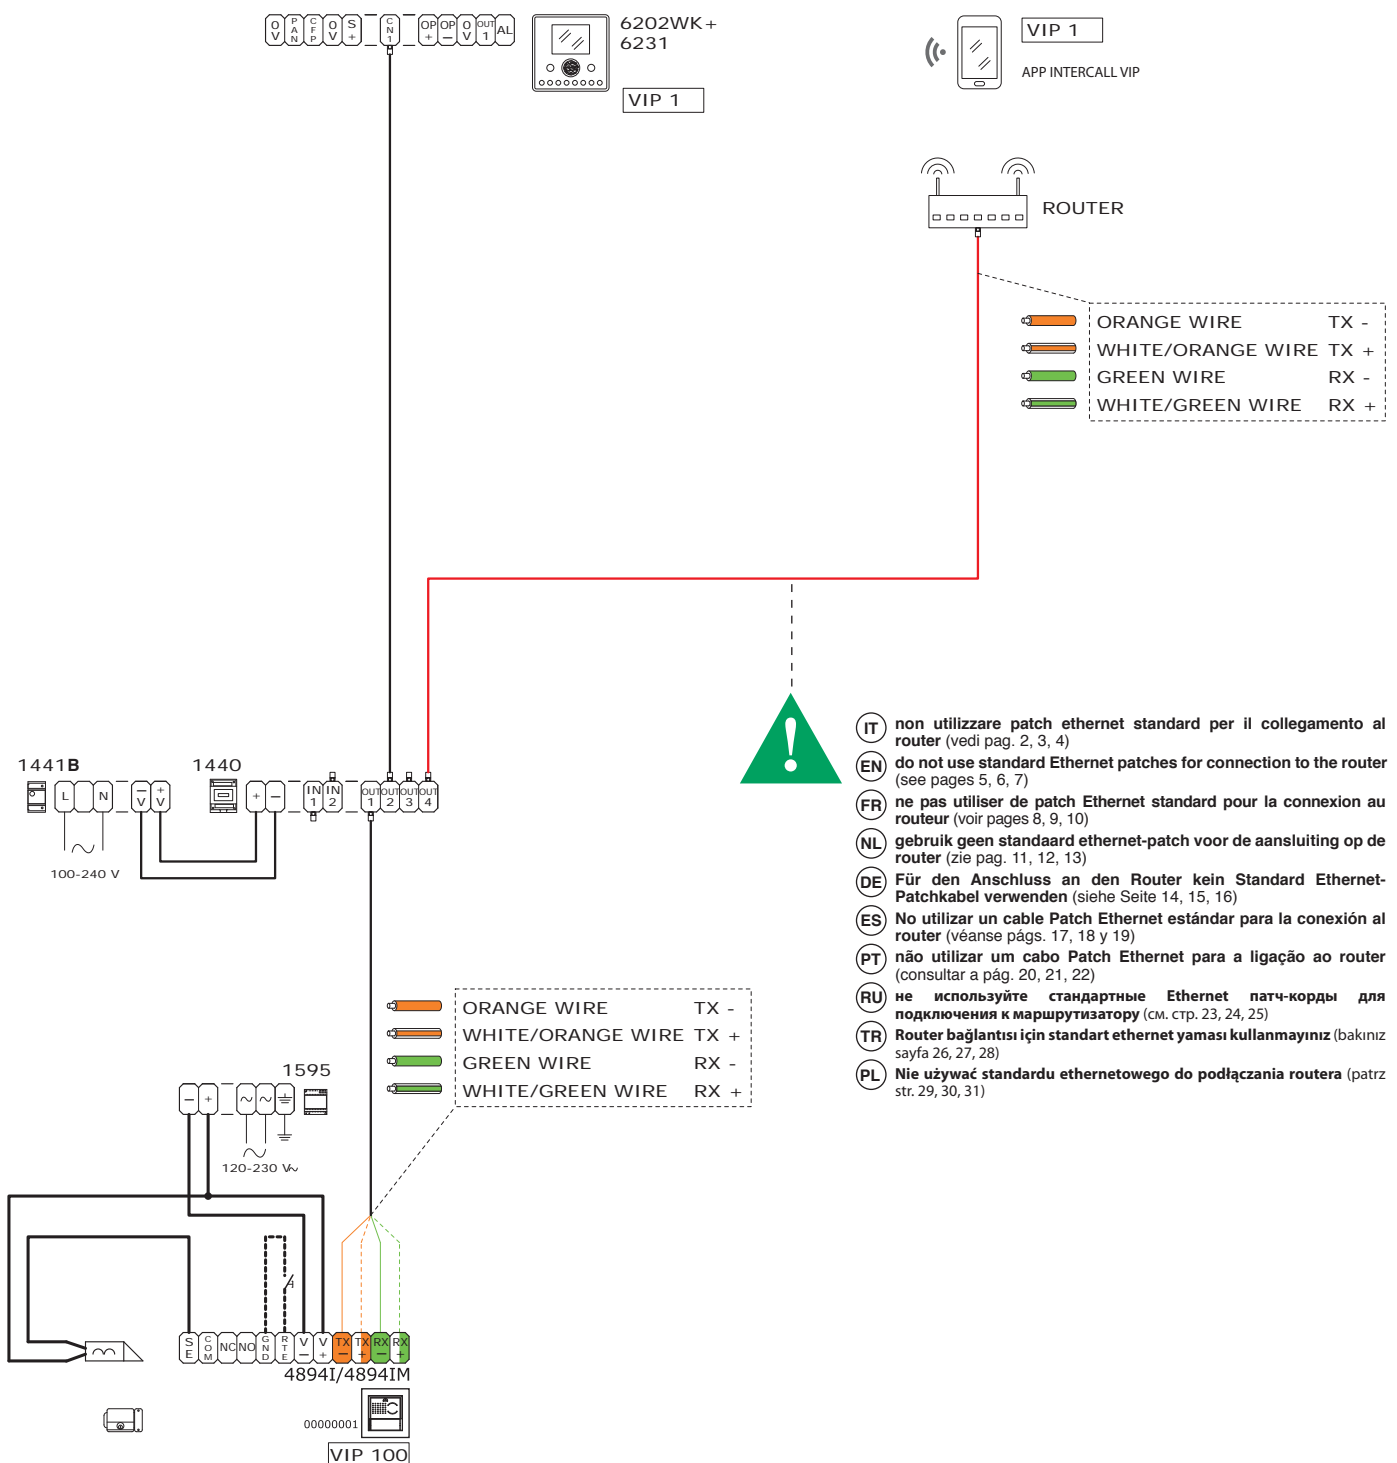 0V PAN CFP 0V S+ CN1 OP+ OP− 0V OUT1 AL
6202WK+
6231
VIP 1
VIP 1
APP INTERCALL VIP
ROUTER
ORANGE WIRE TX -
WHITE/ORANGE WIRE TX +
GREEN WIRE RX -
WHITE/GREEN WIRE RX +
!
IT non utilizzare patch ethernet standard per il collegamento al
router (vedi pag. 2, 3, 4)
EN do not use standard Ethernet patches for connection to the router
(see pages 5, 6, 7)
FR ne pas utiliser de patch Ethernet standard pour la connexion au
routeur (voir pages 8, 9, 10)
NL gebruik geen standaard ethernet-patch voor de aansluiting op de
router (zie pag. 11, 12, 13)
DE Für den Anschluss an den Router kein Standard Ethernet-
Patchkabel verwenden (siehe Seite 14, 15, 16)
ES No utilizar un cable Patch Ethernet estándar para la conexión al
router (véanse págs. 17, 18 y 19)
PT não utilizar um cabo Patch Ethernet para a ligação ao router
(consultar a pág. 20, 21, 22)
RU не используйте стандартные Ethernet патч-корды для
подключения к маршрутизатору (см. стр. 23, 24, 25)
TR Router bağlantısı için standart ethernet yaması kullanmayınız (bakınız
sayfa 26, 27, 28)
PL Nie używać standardu ethernetowego do podłączania routera (patrz
str. 29, 30, 31)
1441B
L N −V +V
100-240 V
1440
+ − IN1 IN2 OUT1 OUT2 OUT3 OUT4
ORANGE WIRE TX -
WHITE/ORANGE WIRE TX +
GREEN WIRE RX -
WHITE/GREEN WIRE RX +
1595
− + ~ ~
120-230 V~
SE COM NC NO GND RTE V− V+ TX− TX+ RX− RX+
4894I/4894IM
00000001
VIP 100